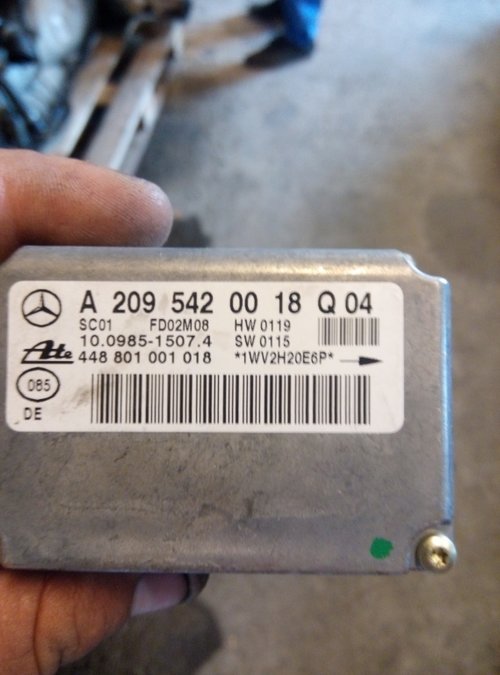 A 209 542 00 18 Q 04
SC01 FD02M08 HW 0119
10.0985-1507.4 SW 0115
Ate 448 801 001 018 *1WV2H20E6P*
085
DE